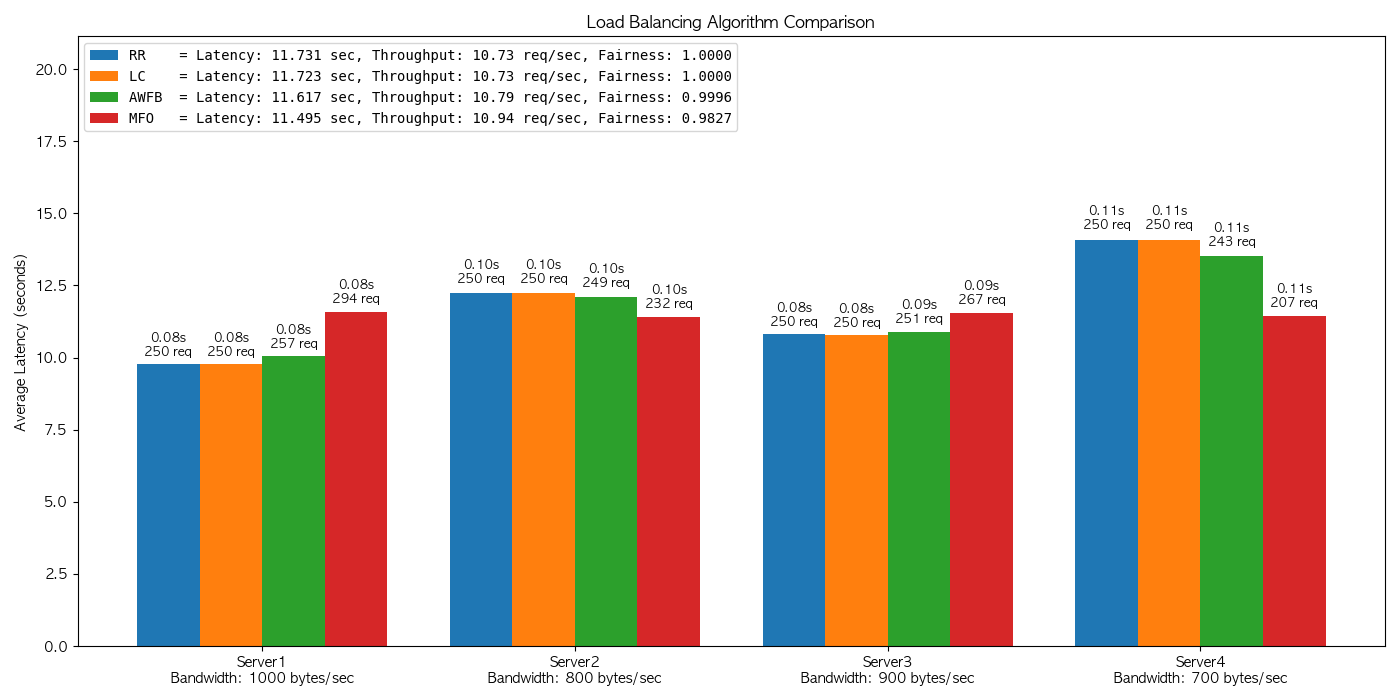 Load Balancing Algorithm Comparison
RR = Latency: 11.731 sec, Throughput: 10.73 req/sec, Fairness: 1.0000
LC = Latency: 11.723 sec, Throughput: 10.73 req/sec, Fairness: 1.0000
AWFB = Latency: 11.617 sec, Throughput: 10.79 req/sec, Fairness: 0.9996
MFO = Latency: 11.495 sec, Throughput: 10.94 req/sec, Fairness: 0.9827
Average Latency (seconds)
20.0
17.5
15.0
12.5
10.0
7.5
5.0
2.5
0.0
0.08s
250 req
0.08s
250 req
0.08s
257 req
0.08s
294 req
0.10s
250 req
0.10s
250 req
0.10s
249 req
0.10s
232 req
0.08s
250 req
0.08s
250 req
0.09s
251 req
0.09s
267 req
0.11s
250 req
0.11s
250 req
0.11s
243 req
0.11s
207 req
Server1
Bandwidth: 1000 bytes/sec
Server2
Bandwidth: 800 bytes/sec
Server3
Bandwidth: 900 bytes/sec
Server4
Bandwidth: 700 bytes/sec